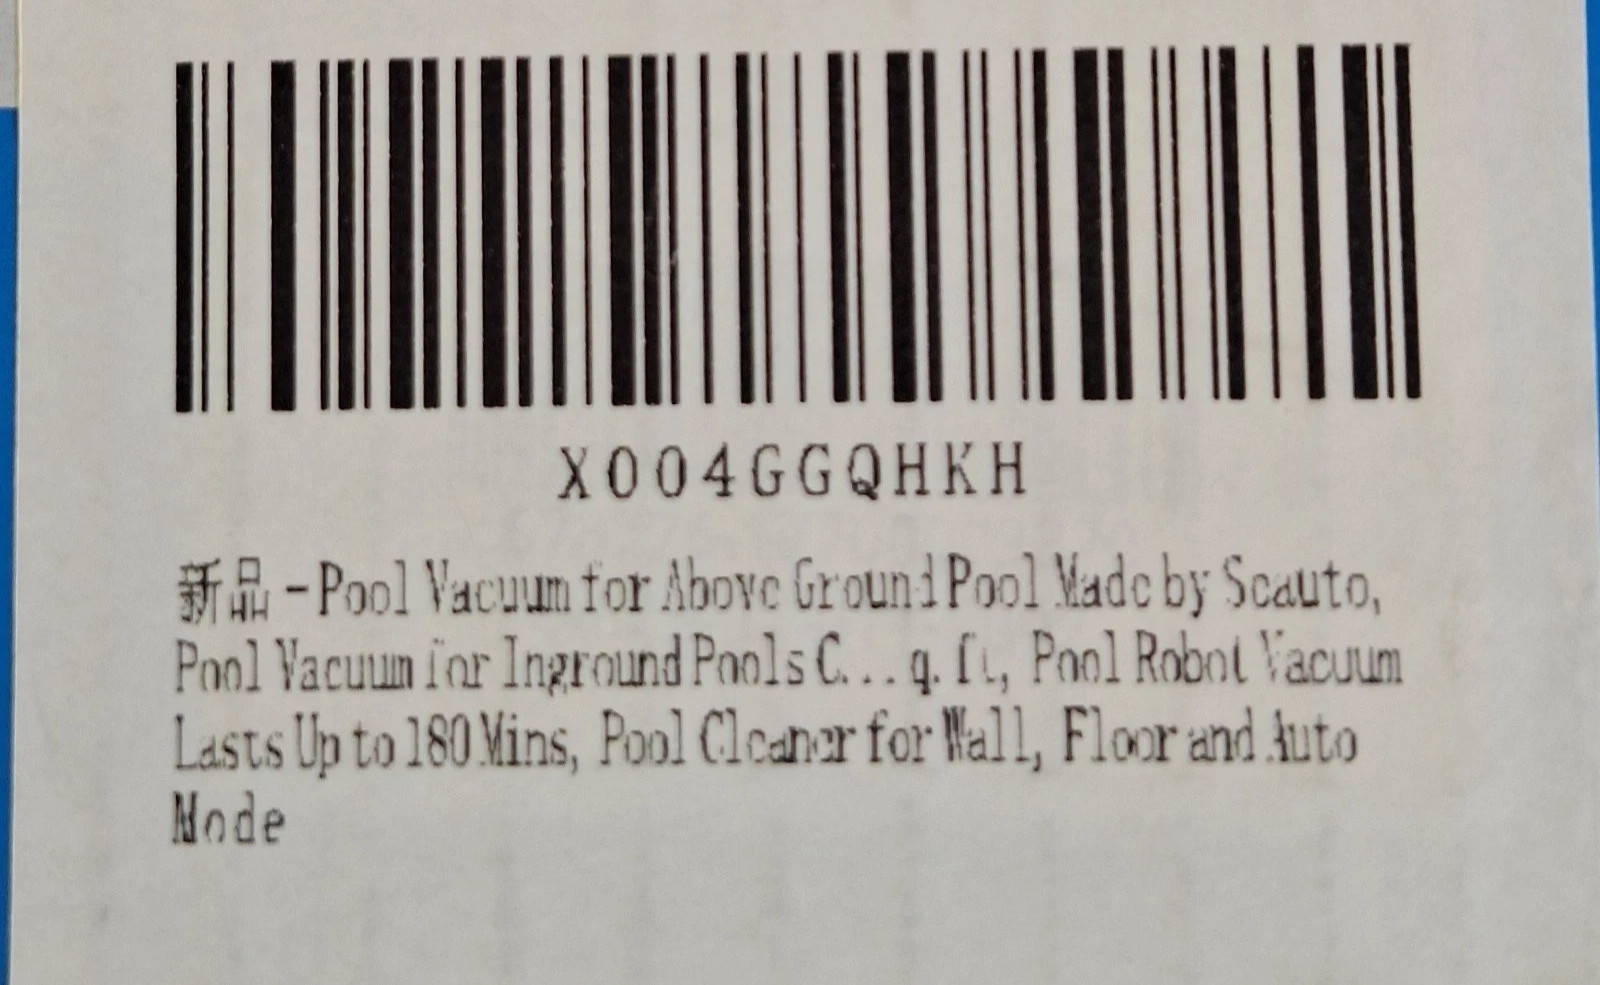 X004GGQHKH
新品 -Pool Vacuum for Above Ground Pool Made by Seauto,
Pool Vacuum for Inground Pools C...q. ft, Pool Robot Vacuum
Lasts Up to 180 Mins, Pool Cleaner for Wall, Floor and Auto
Mode